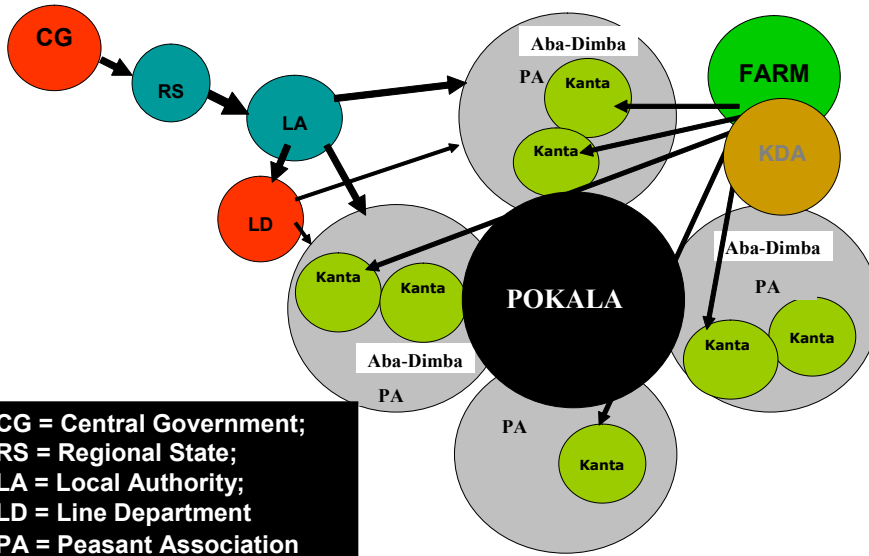 CG
RS
LA
LD
Aba-Dimba
PA
Kanta
Kanta
FARM
KDA
Kanta
Kanta
Aba-Dimba
PA
POKALA
Aba-Dimba
PA
Kanta
Kanta
PA
Kanta
CG = Central Government;
RS = Regional State;
LA = Local Authority;
LD = Line Department
PA = Peasant Association